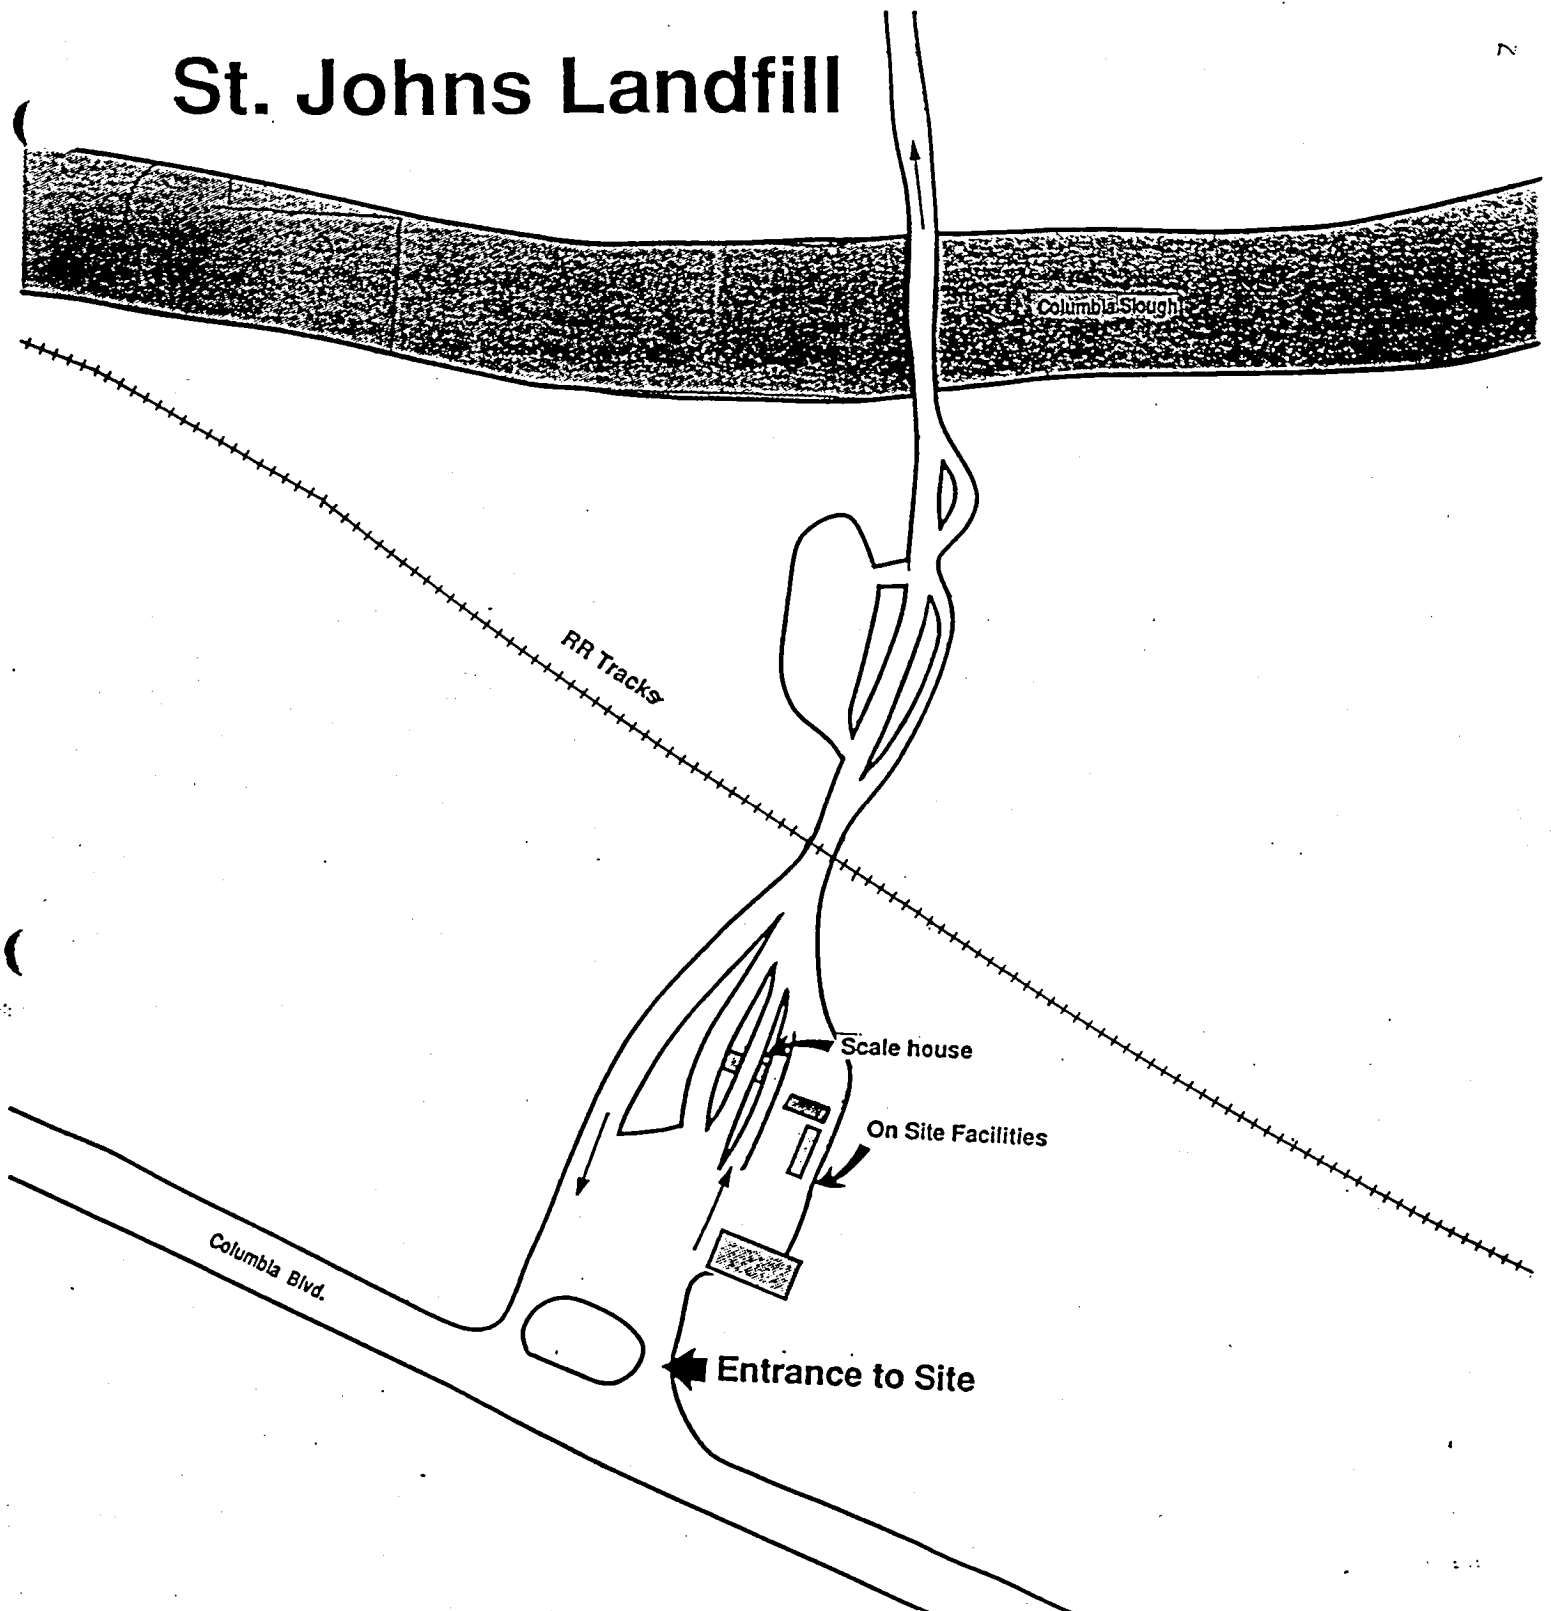 St. Johns Landfill
Columbia Slough
RR Tracks
Scale house
On Site Facilities
Columbia Blvd.
Entrance to Site